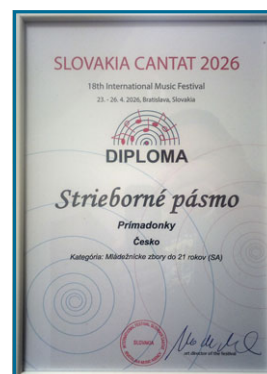 SLOVAKIA CANTAT 2026
18th International Music Festival
23. - 26. 4. 2026, Bratislava, Slovakia
DIPLOMA
Strieborné pásmo
Primadonky
Česko
Kategória: Mládežnícke zbory do 21 rokov (SA)
SLOVAKIA
director of the festival